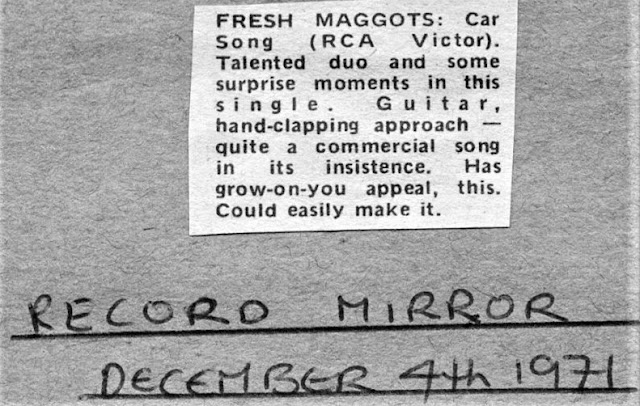 FRESH MAGGOTS: Car
Song (RCA Victor).
Talented duo and some
surprise moments in this
single. Guitar,
hand-clapping approach —
quite a commercial song
in its insistence. Has
grow-on-you appeal, this.
Could easily make it.
RECORD MIRROR
DECEMBER 4th 1971